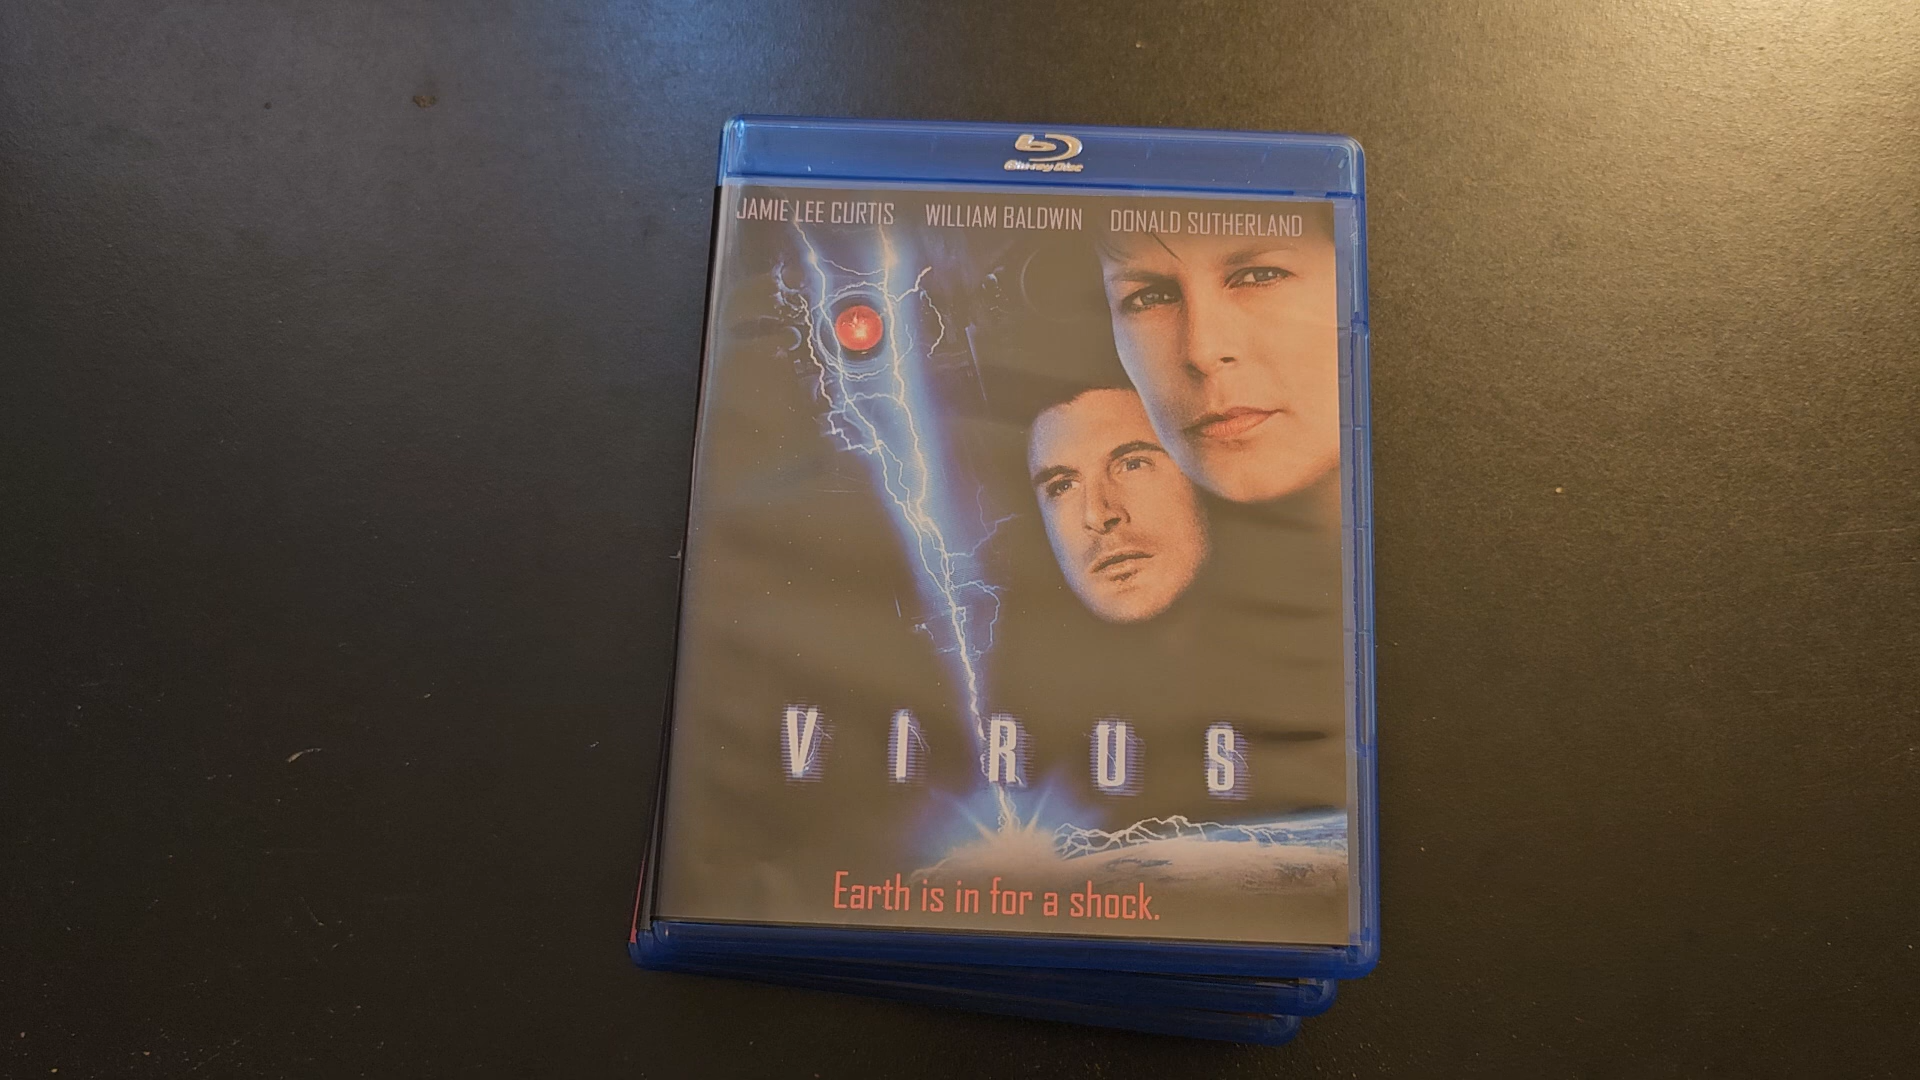 Blu-ray Disc
JAMIE LEE CURTIS WILLIAM BALDWIN DONALD SUTHERLAND
VIRUS
Earth is in for a shock.